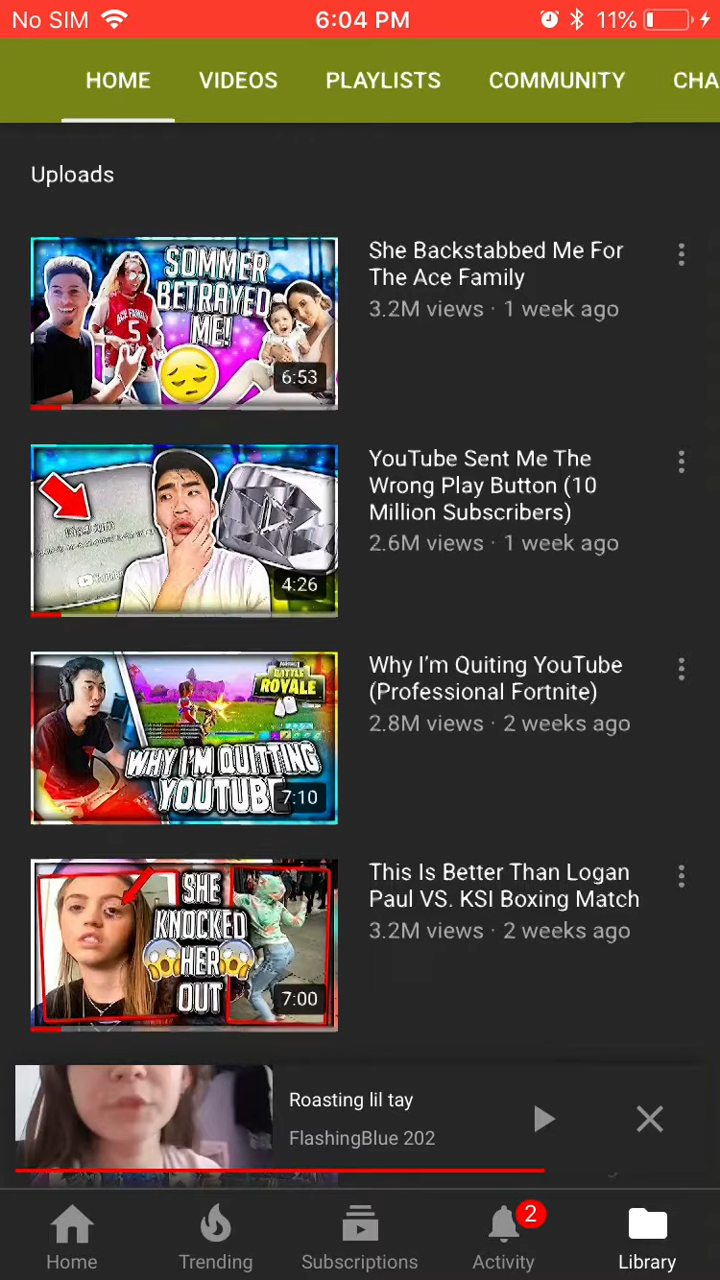 No SIM 6:04 PM 11%
HOME VIDEOS PLAYLISTS COMMUNITY CHA
Uploads
SOMMER
BETRAYED
ME!
ACE FAMILY
5
6:53
She Backstabbed Me For
The Ace Family
3.2M views · 1 week ago
YouTube
4:26
YouTube Sent Me The
Wrong Play Button (10
Million Subscribers)
2.6M views · 1 week ago
BATTLE
ROYALE
WHY I'M QUITTING
YOUTUBE
7:10
Why I'm Quiting YouTube
(Professional Fortnite)
2.8M views · 2 weeks ago
SHE
KNOCKED
HER
OUT
7:00
This Is Better Than Logan
Paul VS. KSI Boxing Match
3.2M views · 2 weeks ago
Roasting lil tay
FlashingBlue 202
2
Home Trending Subscriptions Activity Library